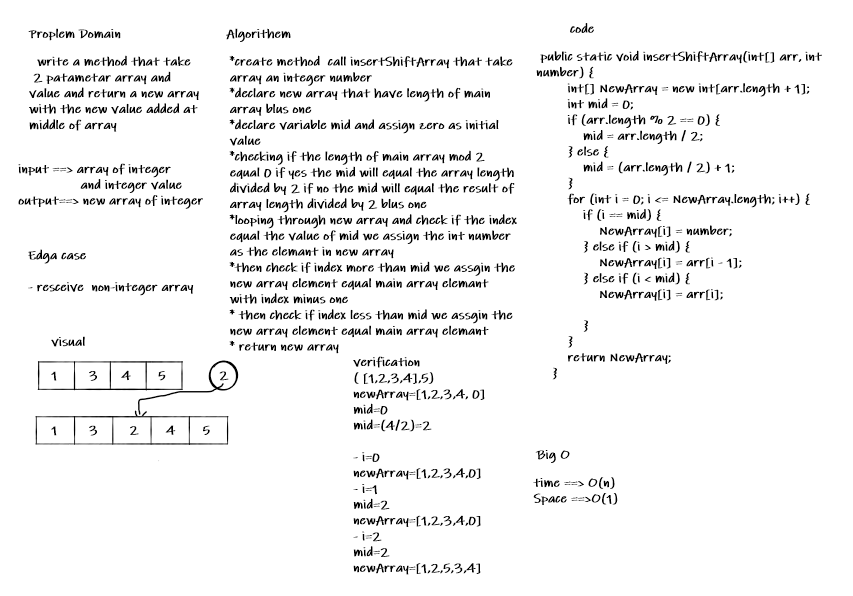 Proplem Domain
write a method that take
2 patametar array and
value and return a new array
with the new value added at
middle of array
input ==> array of integer
and integer value
output==> new array of integer
Edga case
- resceive non-integer array
visual
1 3 4 5 2
1 3 2 4 5
Algorithem
*create method call insertShiftArray that take
array an integer number
*declare new array that have length of main
array blus one
*declare variable mid and assign zero as initial
value
*checking if the length of main array mod 2
equal 0 if yes the mid will equal the array length
divided by 2 if no the mid will equal the result of
array length divided by 2 blus one
*looping through new array and check if the index
equal the value of mid we assign the int number
as the elemant in new array
*then check if index more than mid we assgin the
new array element equal main array elemant
with index minus one
* then check if index less than mid we assgin the
new array element equal main array elemant
* return new array
verification
( [1,2,3,4],5)
newArray=[1,2,3,4, 0]
mid=0
mid=(4/2)=2
- i=0
newArray=[1,2,3,4,0]
- i=1
mid=2
newArray=[1,2,3,4,0]
- i=2
mid=2
newArray=[1,2,5,3,4]
code
public static void insertShiftArray(int[] arr, int
number) {
int[] NewArray = new int[arr.length + 1];
int mid = 0;
if (arr.length % 2 == 0) {
mid = arr.length / 2;
} else {
mid = (arr.length / 2) + 1;
}
for (int i = 0; i <= NewArray.length; i++) {
if (i == mid) {
NewArray[i] = number;
} else if (i > mid) {
NewArray[i] = arr[i - 1];
} else if (i < mid) {
NewArray[i] = arr[i];
}
}
return NewArray;
}
Big O
time ==> O(n)
Space ==>O(1)